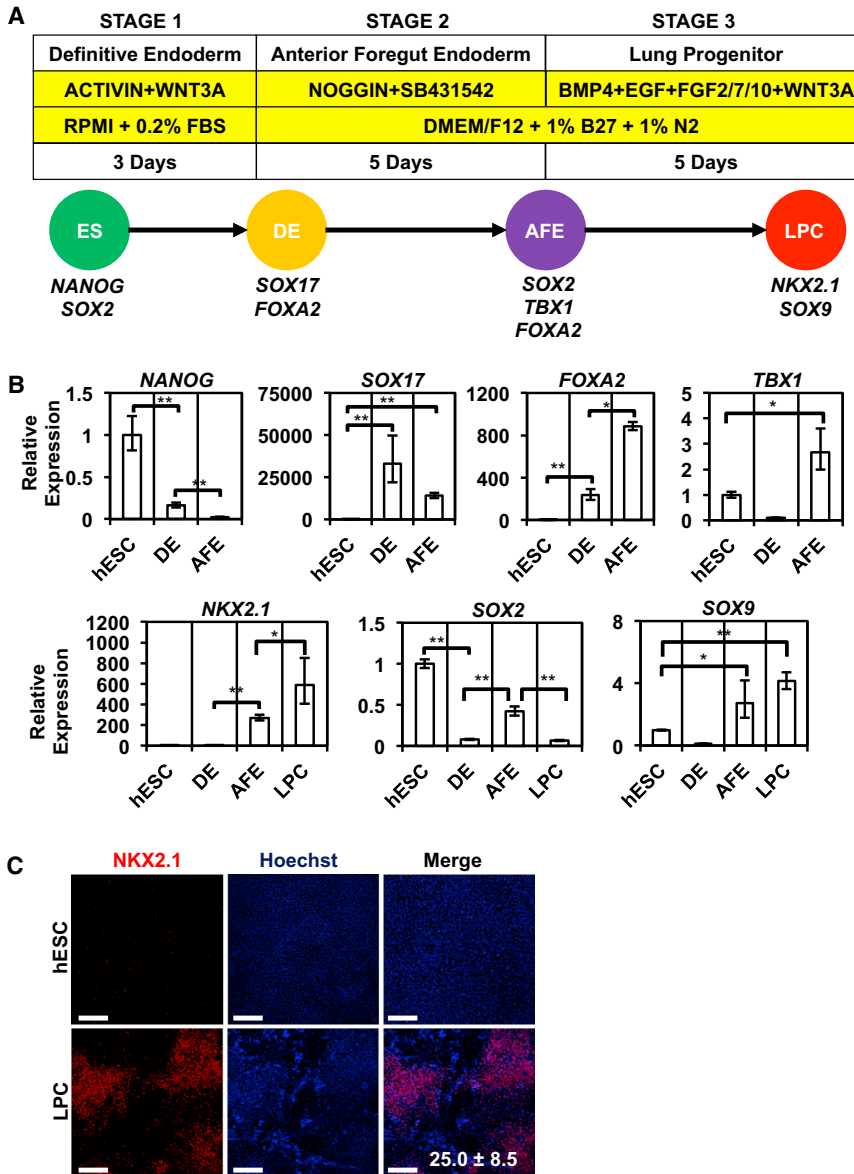 A
STAGE 1 STAGE 2 STAGE 3
Definitive Endoderm Anterior Foregut Endoderm Lung Progenitor
ACTIVIN+WNT3A NOGGIN+SB431542 BMP4+EGF+FGF2/7/10+WNT3A
RPMI + 0.2% FBS DMEM/F12 + 1% B27 + 1% N2
3 Days 5 Days 5 Days
ES DE AFE LPC
NANOG SOX17 SOX2 NKX2.1
SOX2 FOXA2 TBX1 SOX9
FOXA2
B
NANOG SOX17 FOXA2 TBX1
Relative Expression
1.5
1
0.5
0
**
**
hESC DE AFE
75000
50000
25000
0
**
**
hESC DE AFE
1200
800
400
0
*
**
hESC DE AFE
5
4
3
2
1
0
*
hESC DE AFE
NKX2.1 SOX2 SOX9
Relative Expression
1200
1000
800
600
400
200
0
*
**
hESC DE AFE LPC
1.5
1
0.5
0
**
**
**
hESC DE AFE LPC
8
4
0
**
*
hESC DE AFE LPC
C
NKX2.1 Hoechst Merge
hESC
LPC
25.0 ± 8.5